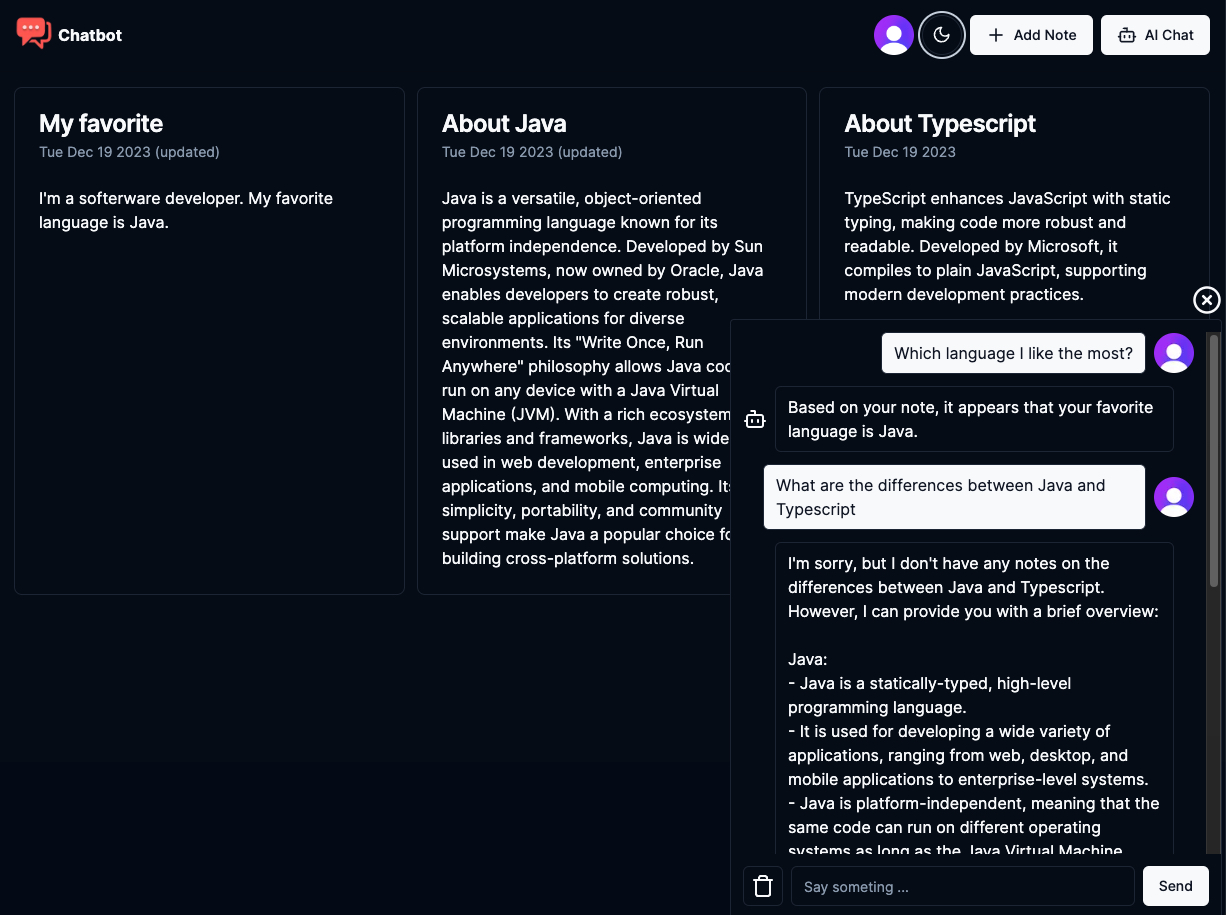 Chatbot
Add Note
AI Chat
My favorite
Tue Dec 19 2023 (updated)
I'm a softerware developer. My favorite
language is Java.
About Java
Tue Dec 19 2023 (updated)
Java is a versatile, object-oriented
programming language known for its
platform independence. Developed by Sun
Microsystems, now owned by Oracle, Java
enables developers to create robust,
scalable applications for diverse
environments. Its "Write Once, Run
Anywhere" philosophy allows Java
run on any device with a Java Virtual
Machine (JVM). With a rich ecosystem
libraries and frameworks, Java is
used in web development, enterprise
applications, and mobile computing.
simplicity, portability, and community
support make Java a popular choice
building cross-platform solutions.
About Typescript
Tue Dec 19 2023
TypeScript enhances JavaScript with static
typing, making code more robust and
readable. Developed by Microsoft, it
compiles to plain JavaScript, supporting
modern development practices.
Which language I like the most?
Based on your note, it appears that your favorite
language is Java.
What are the differences between Java and
Typescript
I'm sorry, but I don't have any notes on the
differences between Java and Typescript.
However, I can provide you with a brief overview:
Java:
- Java is a statically-typed, high-level
programming language.
- It is used for developing a wide variety of
applications, ranging from web, desktop, and
mobile applications to enterprise-level systems.
- Java is platform-independent, meaning that the
same code can run on different operating
systems as long as the Java Virtual Machine
Say someting ...
Send